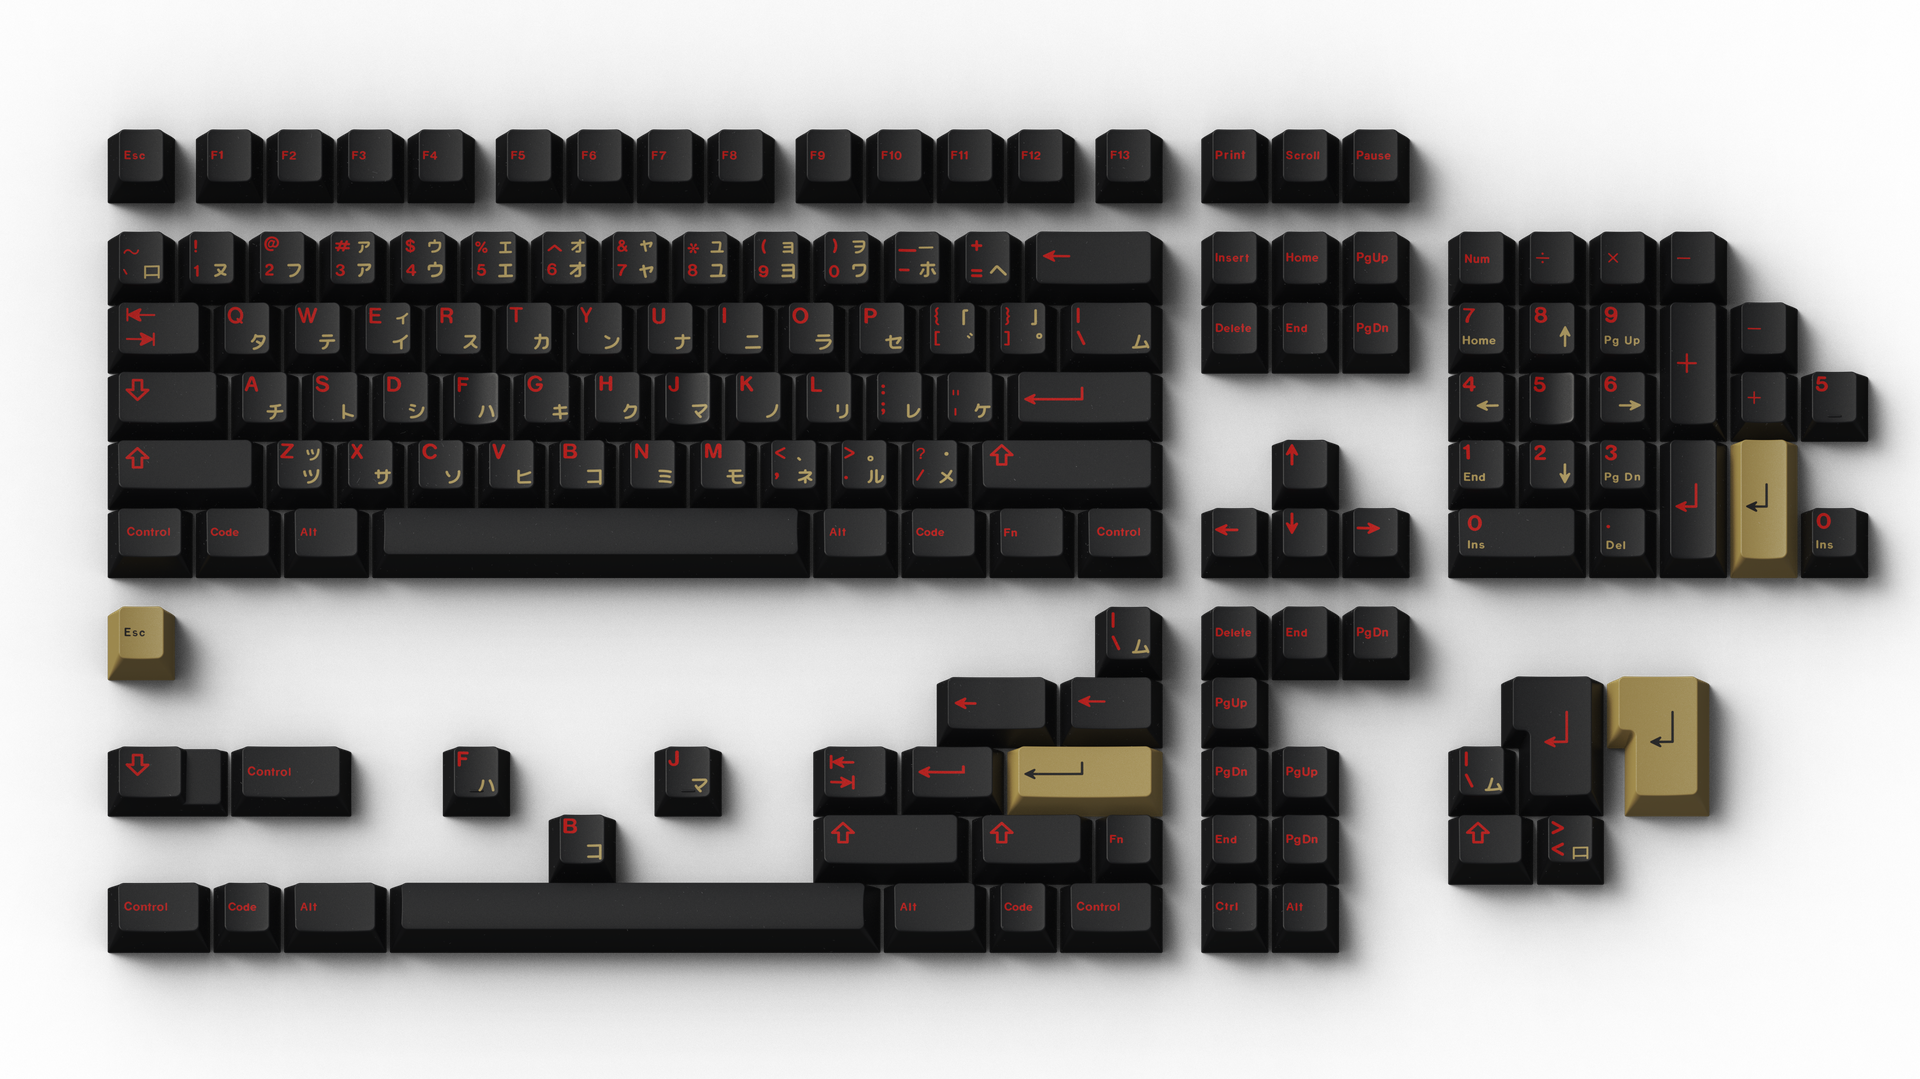 Esc F1 F2 F3 F4 F5 F6 F7 F8 F9 F10 F11 F12 F13 Print Scroll Pause
~ ! @ # ァ $ ゥ % ェ ^ ォ & ャ * ュ ( ョ ) ヲ — ー + ←
` ロ 1 ヌ 2 フ 3 ア 4 ウ 5 エ 6 オ 7 ヤ 8 ユ 9 ヨ 0 ワ - ホ = ヘ
Insert Home PgUp Num ÷ × −
Q W E ィ R T Y U I O P { 「 } 」 |
タ テ イ ス カ ン ナ ニ ラ セ [ ゛ ] ゜ \ ム
Delete End PgDn
7 8 9 −
Home ↑ Pg Up +
A S D F G H J K L : "
チ ト シ ハ キ ク マ ノ リ ; レ ' ケ
4 5 6 + 5
← →
Z ッ X C V B N M < 、 > 。 ? ・
ツ サ ソ ヒ コ ミ モ , ネ . ル / メ
↑
1 2 3
End ↓ Pg Dn
Control Code Alt Alt Code Fn Control
← ↓ →
0 . 0
Ins Del Ins
Esc
|
\ ム
Delete End PgDn
← ← PgUp
Control
F
ハ
J
マ
PgDn PgUp
|
\ ム
B
コ
Fn End PgDn
>
< ロ
Control Code Alt Alt Code Control Ctrl Alt